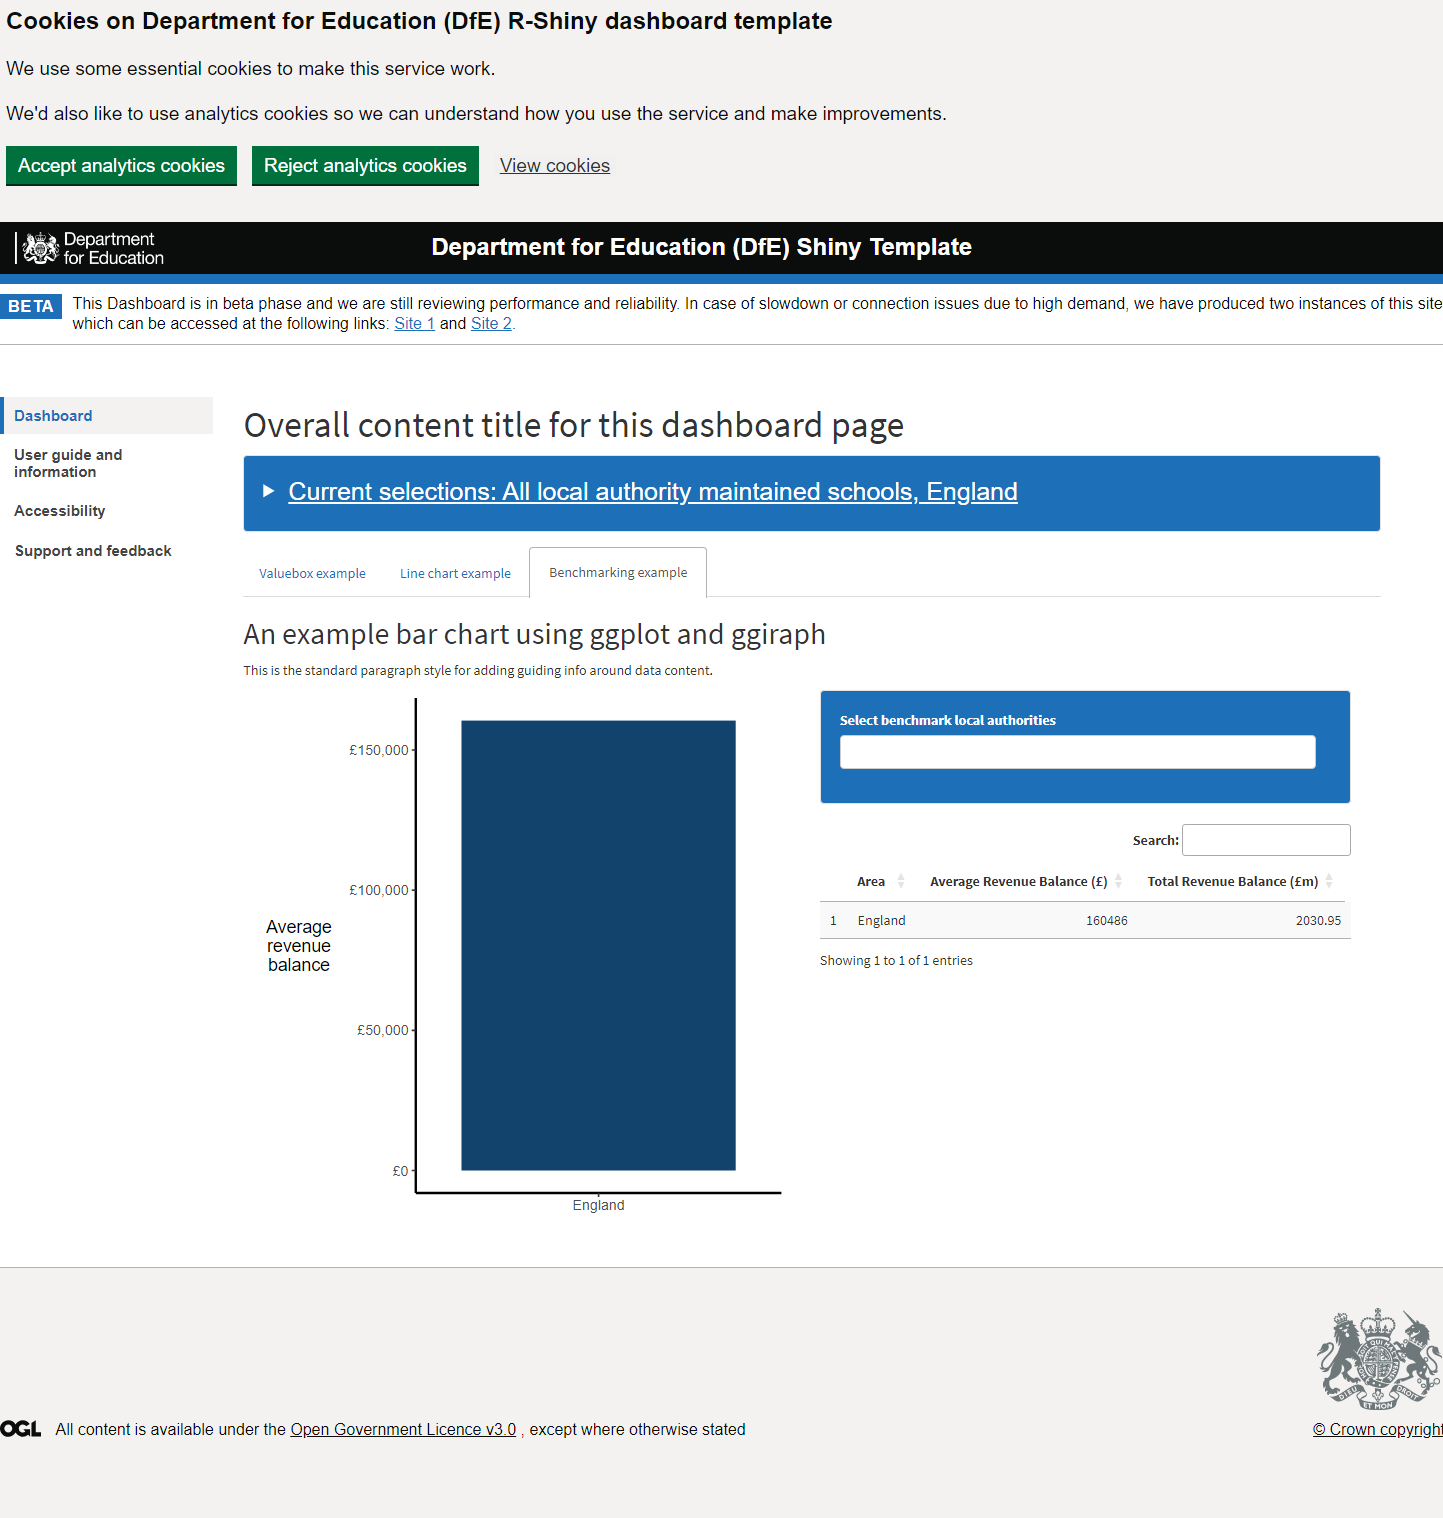 Cookies on Department for Education (DfE) R-Shiny dashboard template
We use some essential cookies to make this service work.
We'd also like to use analytics cookies so we can understand how you use the service and make improvements.
Accept analytics cookies Reject analytics cookies View cookies
Department
for Education
Department for Education (DfE) Shiny Template
BETA
This Dashboard is in beta phase and we are still reviewing performance and reliability. In case of slowdown or connection issues due to high demand, we have produced two instances of this site
which can be accessed at the following links: Site 1 and Site 2.
Dashboard
User guide and
information
Accessibility
Support and feedback
Overall content title for this dashboard page
Current selections: All local authority maintained schools, England
Valuebox example Line chart example Benchmarking example
An example bar chart using ggplot and ggiraph
This is the standard paragraph style for adding guiding info around data content.
£150,000
£100,000
£50,000
£0
Average
revenue
balance
England
Select benchmark local authorities
Search:
Area Average Revenue Balance (£) Total Revenue Balance (£m)
1 England 160486 2030.95
Showing 1 to 1 of 1 entries
OGL All content is available under the Open Government Licence v3.0 , except where otherwise stated
DIEU ET MON DROIT
© Crown copyright